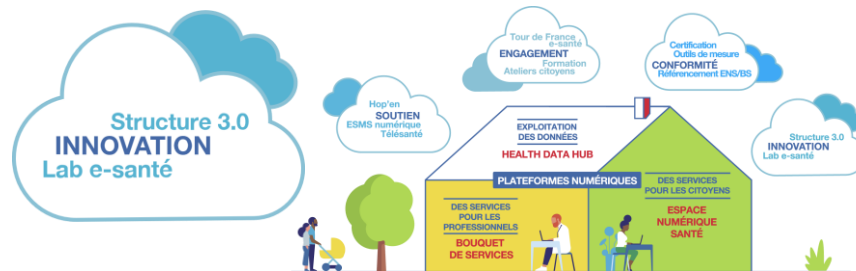 Structure 3.0
INNOVATION
Lab e-santé
Hop'en
SOUTIEN
ESMS numérique
Télésanté
Tour de France
e-santé
ENGAGEMENT
Formation
Ateliers citoyens
Certification
Outils de mesure
CONFORMITÉ
Référencement ENS/BS
Structure 3.0
INNOVATION
Lab e-santé
EXPLOITATION
DES DONNÉES
HEALTH DATA HUB
PLATEFORMES NUMÉRIQUES
DES SERVICES
POUR LES
PROFESSIONNELS
BOUQUET
DE SERVICES
DES SERVICES
POUR LES CITOYENS
ESPACE
NUMÉRIQUE
SANTÉ